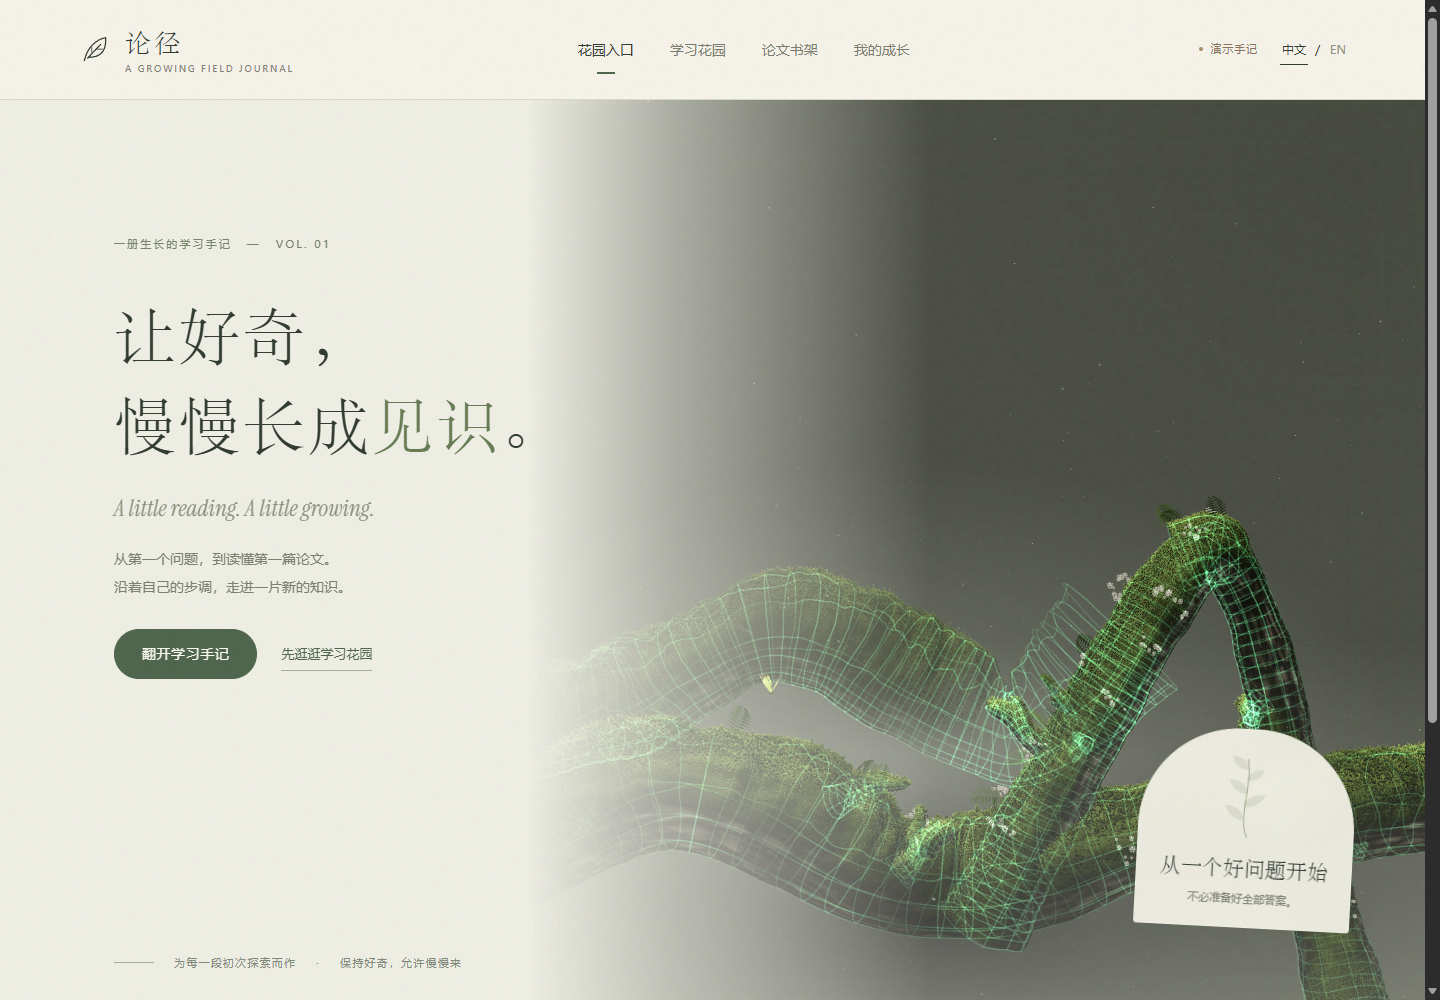 论径
A GROWING FIELD JOURNAL
花园入口 学习花园 论文书架 我的成长
演示手记 中文 / EN
一册生长的学习手记 — VOL. 01
让好奇，
慢慢长成见识。
A little reading. A little growing.
从第一个问题，到读懂第一篇论文。
沿着自己的步调，走进一片新的知识。
翻开学习手记 先逛逛学习花园
从一个好问题开始
不必准备好全部答案。
为每一段初次探索而作 · 保持好奇，允许慢慢来